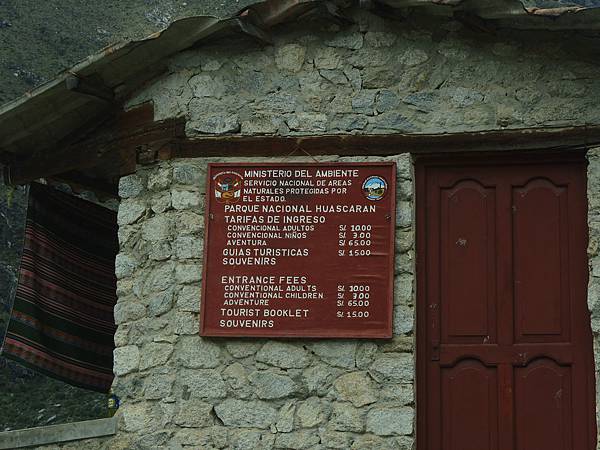 MINISTERIO DEL AMBIENTE
SERVICIO NACIONAL DE AREAS
NATURALES PROTEGIDAS POR
EL ESTADO.
PARQUE NACIONAL HUASCARAN
TARIFAS DE INGRESO
CONVENCIONAL ADULTOS S/. 10.00
CONVENCIONAL NIÑOS S/. 3.00
AVENTURA S/. 65.00
GUIAS TURISTICAS S/. 15.00
SOUVENIRS
ENTRANCE FEES
CONVENTIONAL ADULTS S/. 10.00
CONVENTIONAL CHILDREN S/. 3.00
ADVENTURE S/. 65.00
TOURIST BOOKLET S/. 15.00
SOUVENIRS